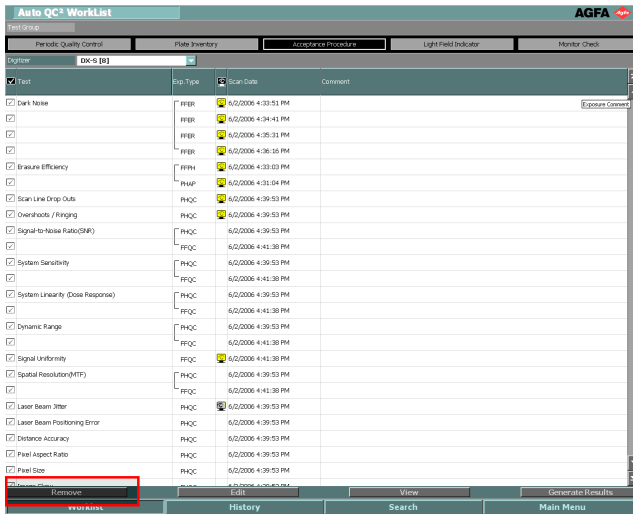 Auto QC² WorkList
AGFA
Test Group
Periodic Quality Control Plate Inventory Acceptance Procedure Light Field Indicator Monitor Check
Digitizer DX-S [8]
Test Exp.Type Scan Date Comment
Dark Noise FFER 6/2/2006 4:33:51 PM
Exposure Comment
FFER 6/2/2006 4:34:41 PM
FFER 6/2/2006 4:35:31 PM
FFER 6/2/2006 4:36:16 PM
Erasure Efficiency FFPH 6/2/2006 4:33:03 PM
PHAP 6/2/2006 4:31:04 PM
Scan Line Drop Outs PHQC 6/2/2006 4:39:53 PM
Overshoots / Ringing PHQC 6/2/2006 4:39:53 PM
Signal-to-Noise Ratio(SNR) PHQC 6/2/2006 4:39:53 PM
FFQC 6/2/2006 4:41:38 PM
System Sensitivity PHQC 6/2/2006 4:39:53 PM
FFQC 6/2/2006 4:41:38 PM
System Linearity (Dose Response) PHQC 6/2/2006 4:39:53 PM
FFQC 6/2/2006 4:41:38 PM
Dynamic Range PHQC 6/2/2006 4:39:53 PM
FFQC 6/2/2006 4:41:38 PM
Signal Uniformity FFQC 6/2/2006 4:41:38 PM
Spatial Resolution(MTF) PHQC 6/2/2006 4:39:53 PM
FFQC 6/2/2006 4:41:38 PM
Laser Beam Jitter PHQC 6/2/2006 4:39:53 PM
Laser Beam Positioning Error PHQC 6/2/2006 4:39:53 PM
Distance Accuracy PHQC 6/2/2006 4:39:53 PM
Pixel Aspect Ratio PHQC 6/2/2006 4:39:53 PM
Pixel Size PHQC 6/2/2006 4:39:53 PM
Remove Edit View Generate Results
Worklist History Search Main Menu